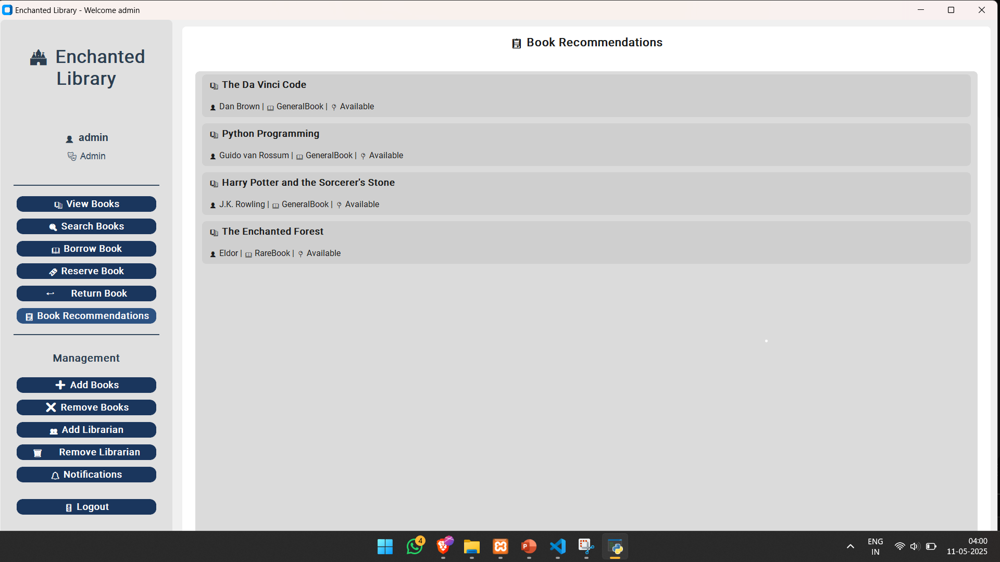 Enchanted Library - Welcome admin
Enchanted
Library
admin
Admin
View Books
Search Books
Borrow Book
Reserve Book
Return Book
Book Recommendations
Management
Add Books
Remove Books
Add Librarian
Remove Librarian
Notifications
Logout
Book Recommendations
The Da Vinci Code
Dan Brown | GeneralBook | Available
Python Programming
Guido van Rossum | GeneralBook | Available
Harry Potter and the Sorcerer's Stone
J.K. Rowling | GeneralBook | Available
The Enchanted Forest
Eldor | RareBook | Available
4
P
ENG
IN
04:00
11-05-2025